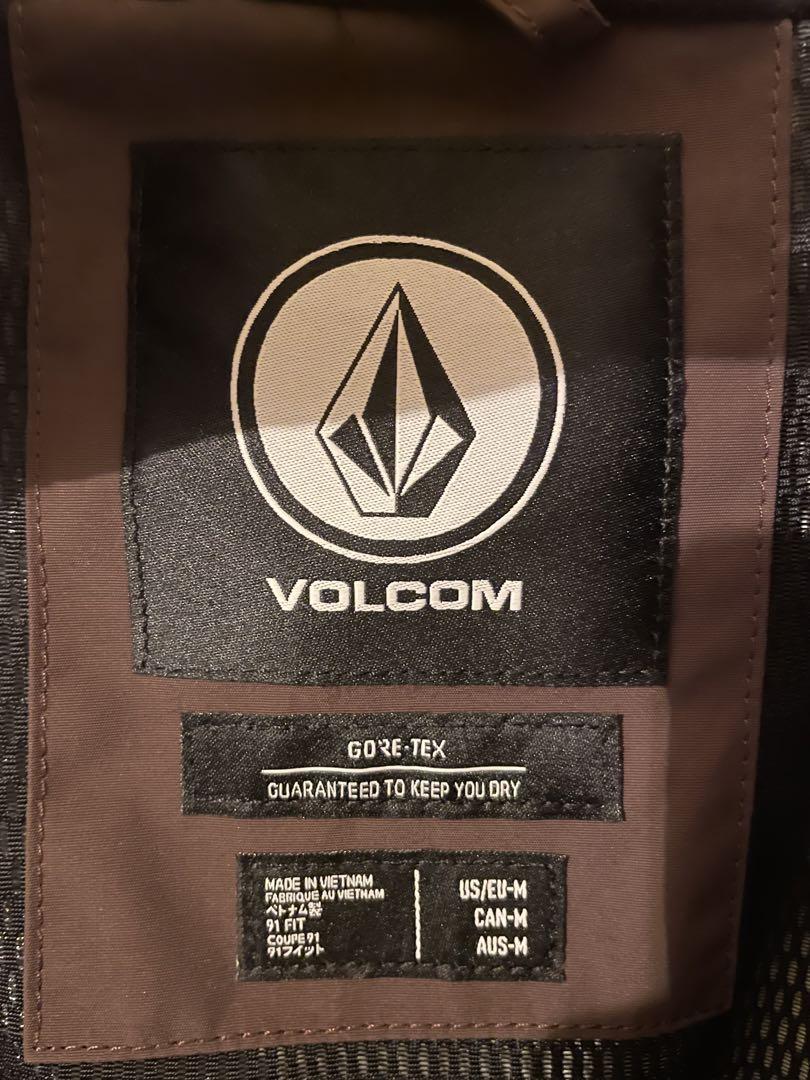 VOLCOM
GORE-TEX
GUARANTEED TO KEEP YOU DRY
MADE IN VIETNAM
FABRIQUE AU VIETNAM
ベトナム製
91 FIT
COUPE 91
91フィット
US/EU-M
CAN-M
AUS-M